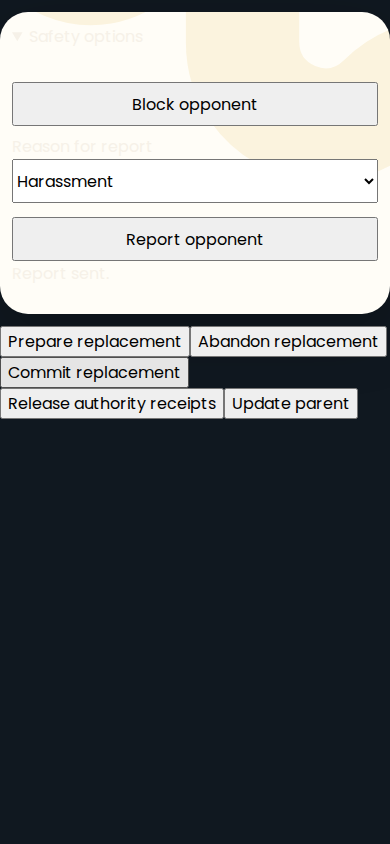 Safety options
Block opponent
Reason for report
Harassment
Report opponent
Report sent.
Prepare replacement Abandon replacement
Commit replacement
Release authority receipts Update parent